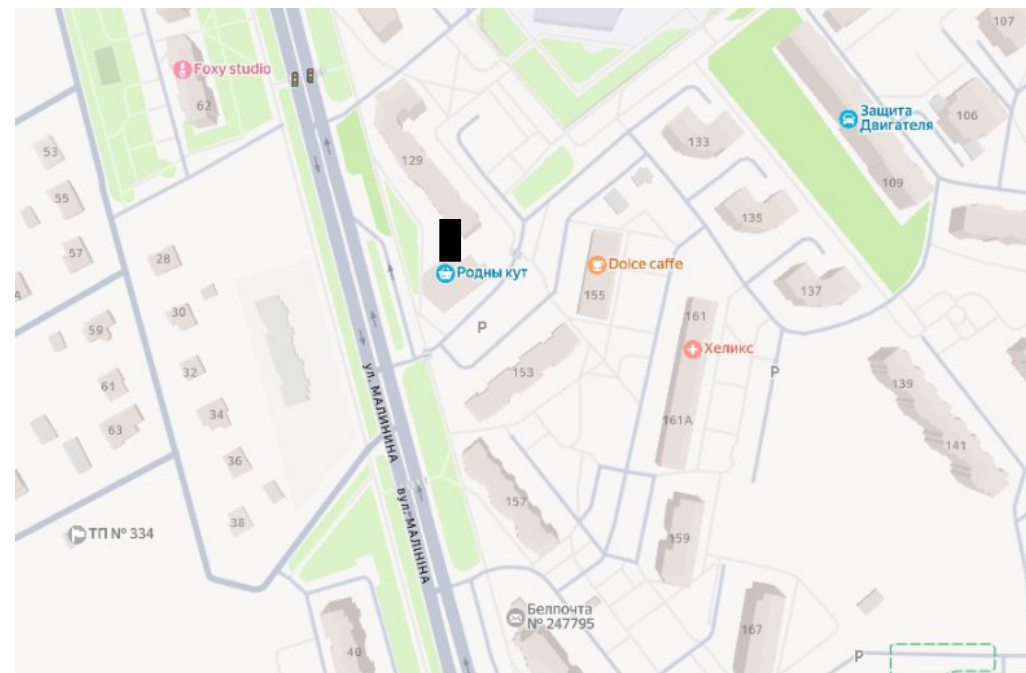 107
Foxy studio
62
Защита
Двигателя
106
133
53
129
109
55
135
57
28
Родны кут
Dolce caffe
137
155
30
161
59
P
Хеликс
32
153
P
61
ул. МАЛИНИНА
139
34
161A
63
141
36
157
вул. МАЛІНІНА
38
ТП № 334
159
Белпочта
№ 247795
167
40
P